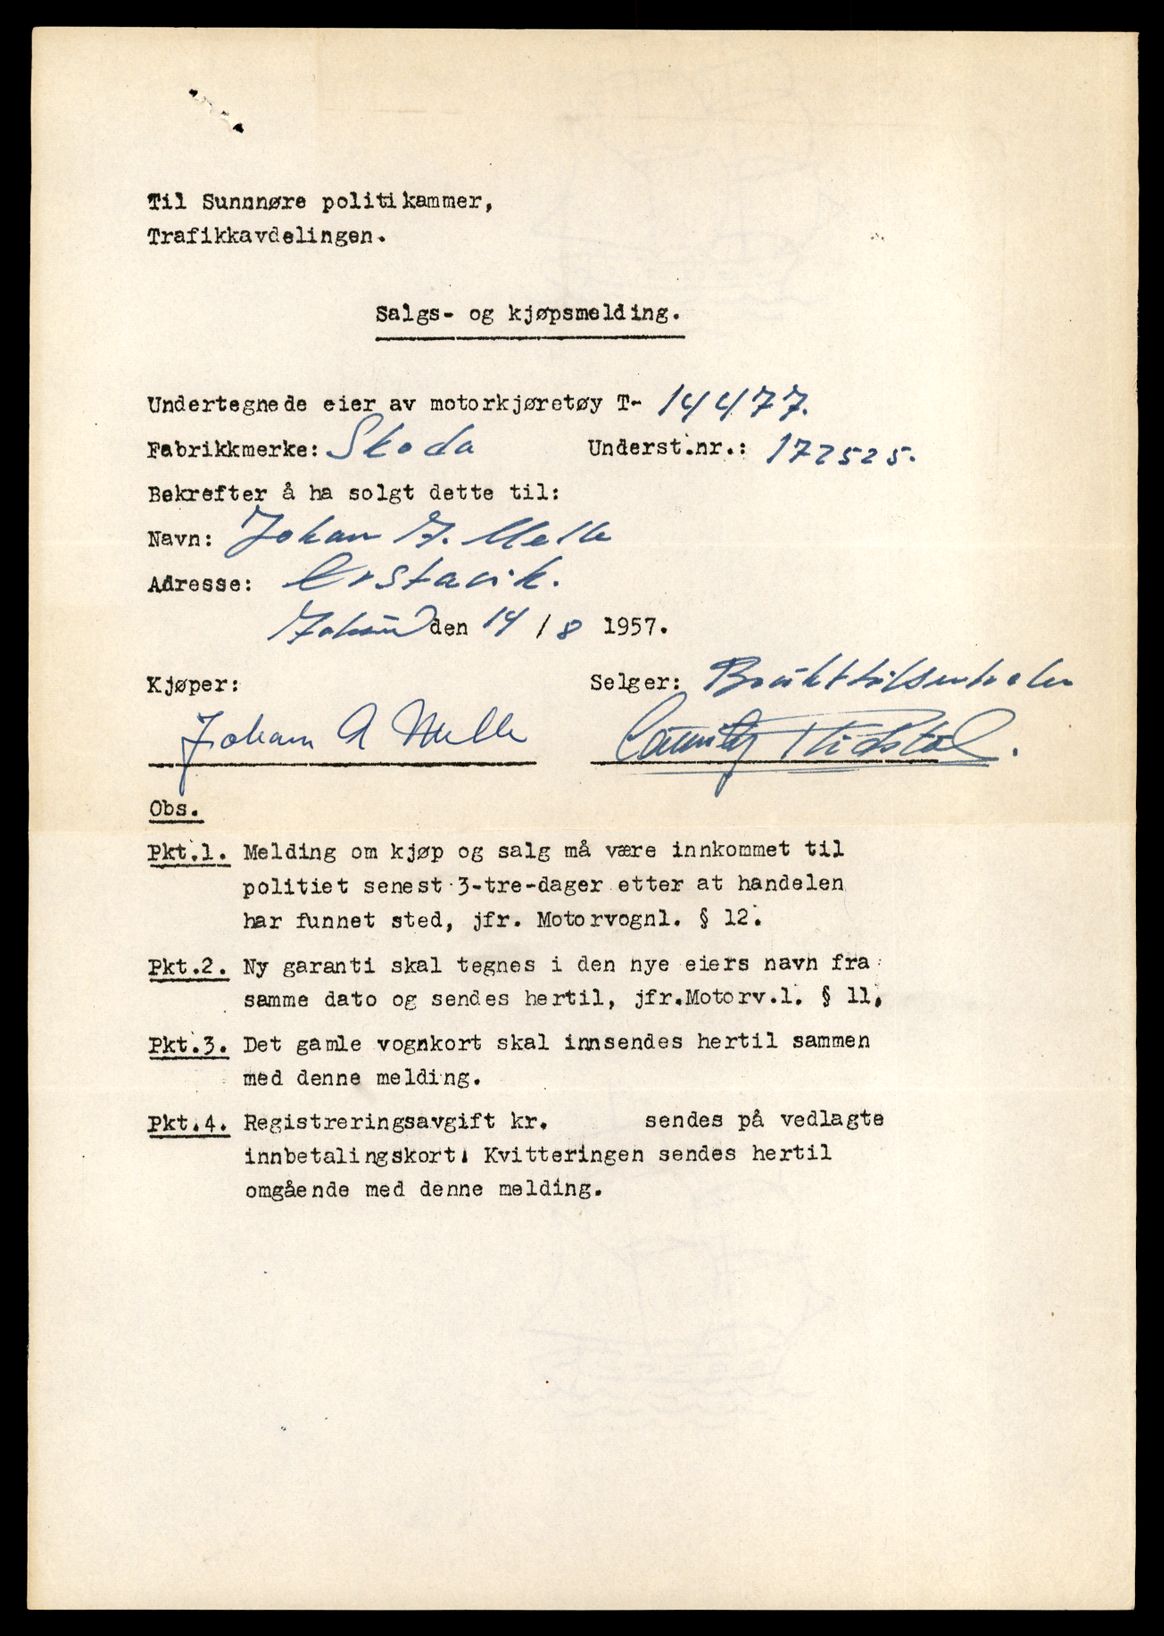 Til Sunnnøre politikammer,
Trafikkavdelingen.
Salgs- og kjøpsmelding.
Undertegnede eier av motorkjøretøy T- 14477.
Fabrikkmerke: Skoda Underst.nr.: 172525.
Bekrefter å ha solgt dette til:
Navn: Johan A. Melle
Adresse: Ørstavik.
den 14/8 1957.
Kjøper: Selger:
Johan A Melle
Obs.
Pkt.1. Melding om kjøp og salg må være innkommet til
politiet senest 3-tre-dager etter at handelen
har funnet sted, jfr. Motorvognl. § 12.
Pkt.2. Ny garanti skal tegnes i den nye eiers navn fra
samme dato og sendes hertil, jfr.Motorv.l. § 11,
Pkt.3. Det gamle vognkort skal innsendes hertil sammen
med denne melding.
Pkt.4. Registreringsavgift kr. sendes på vedlagte
innbetalingskort. Kvitteringen sendes hertil
omgående med denne melding.